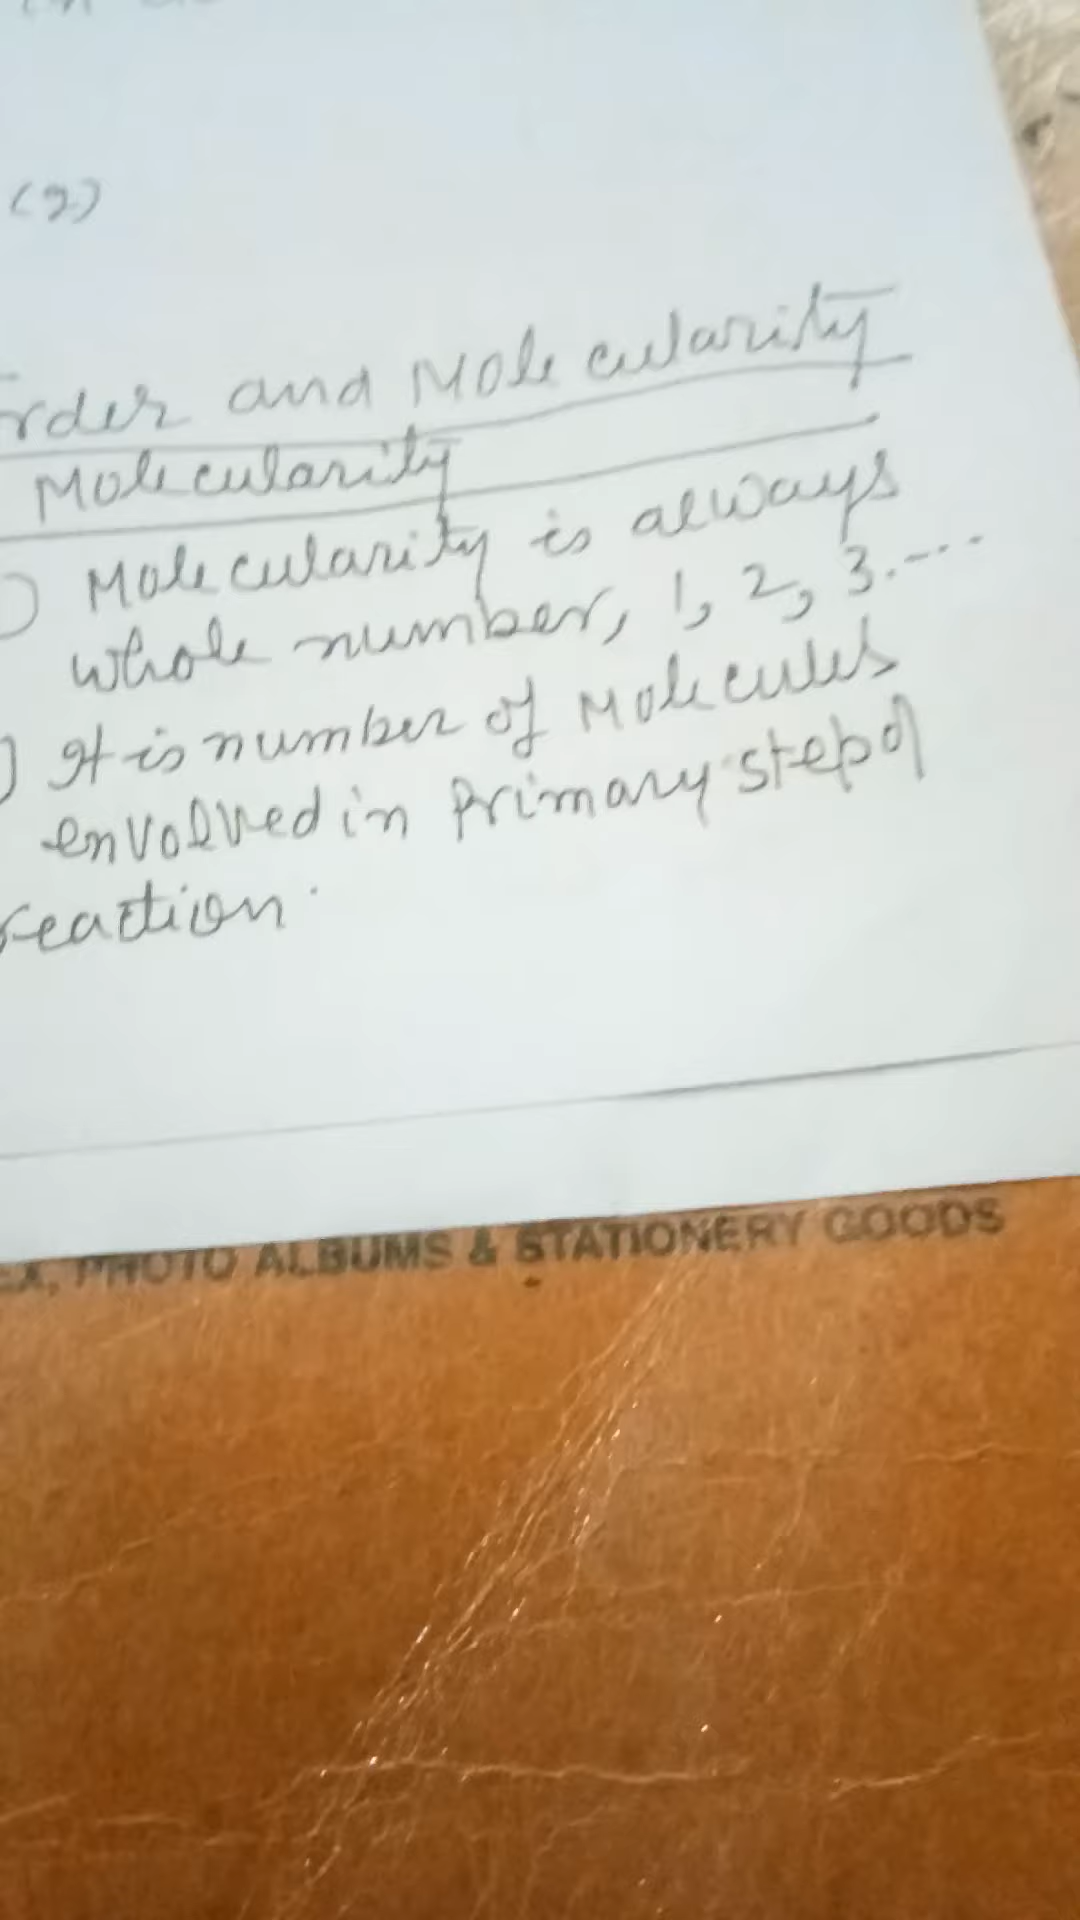 (2)
order and Molecularity
Molecularity
) Molecularity is always
whole number, 1, 2, 3.---
) It is number of Molecules
envolved in Primary step of
reaction.
PHOTO ALBUMS & STATIONERY GOODS